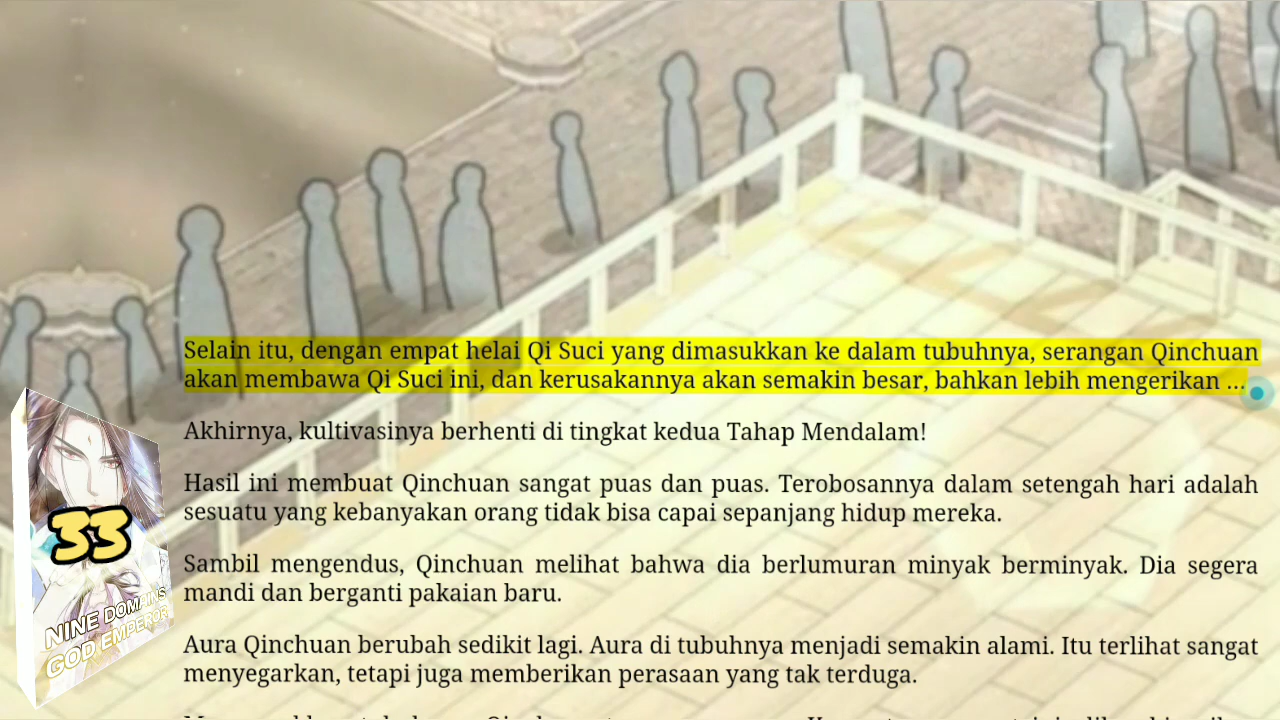 Selain itu, dengan empat helai Qi Suci yang dimasukkan ke dalam tubuhnya, serangan Qinchuan
akan membawa Qi Suci ini, dan kerusakannya akan semakin besar, bahkan lebih mengerikan ...
Akhirnya, kultivasinya berhenti di tingkat kedua Tahap Mendalam!
Hasil ini membuat Qinchuan sangat puas dan puas. Terobosannya dalam setengah hari adalah
sesuatu yang kebanyakan orang tidak bisa capai sepanjang hidup mereka.
Sambil mengendus, Qinchuan melihat bahwa dia berlumuran minyak berminyak. Dia segera
mandi dan berganti pakaian baru.
Aura Qinchuan berubah sedikit lagi. Aura di tubuhnya menjadi semakin alami. Itu terlihat sangat
menyegarkan, tetapi juga memberikan perasaan yang tak terduga.
33
NINE DOMAINS
GOD EMPEROR